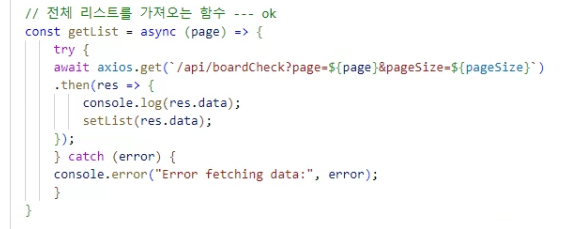 // 전체 리스트를 가져오는 함수 --- ok
const getList = async (page) => {
try {
await axios.get(`/api/boardCheck?page=${page}&pageSize=${pageSize}`)
.then(res => {
console.log(res.data);
setList(res.data);
});
} catch (error) {
console.error("Error fetching data:", error);
}
}